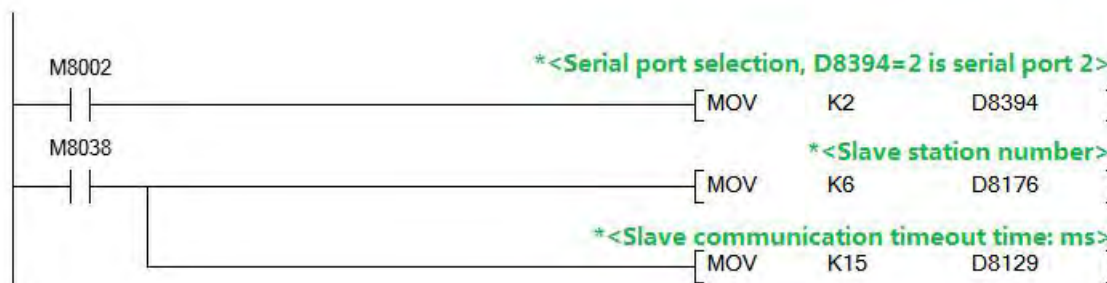 *<Serial port selection, D8394=2 is serial port 2>
M8002
[MOV K2 D8394 ]
*<Slave station number>
M8038
[MOV K6 D8176 ]
*<Slave communication timeout time: ms>
[MOV K15 D8129 ]